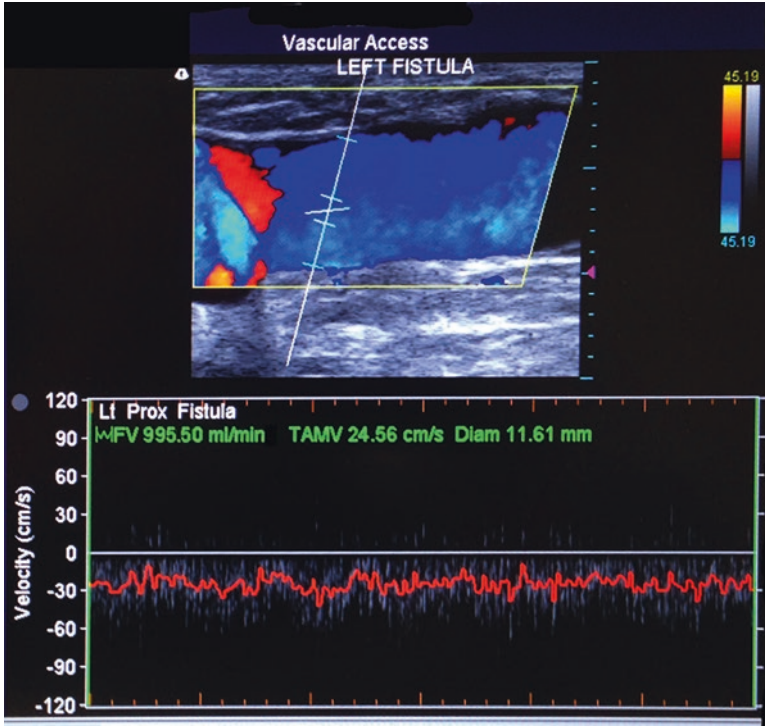 Vascular Access
LEFT FISTULA
45.19
45.19
Lt Prox Fistula
FV 995.50 ml/min TAMV 24.56 cm/s Diam 11.61 mm
Velocity (cm/s)
120
90
60
30
0
-30
-60
-90
-120